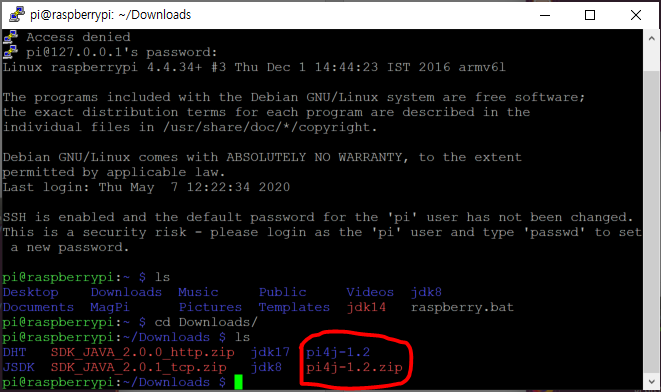 pi@raspberrypi: ~/Downloads
Access denied
pi@127.0.0.1's password:
Linux raspberrypi 4.4.34+ #3 Thu Dec 1 14:44:23 IST 2016 armv6l
The programs included with the Debian GNU/Linux system are free software;
the exact distribution terms for each program are described in the
individual files in /usr/share/doc/*/copyright.
Debian GNU/Linux comes with ABSOLUTELY NO WARRANTY, to the extent
permitted by applicable law.
Last login: Thu May  7 12:22:34 2020
SSH is enabled and the default password for the 'pi' user has not been changed.
This is a security risk - please login as the 'pi' user and type 'passwd' to set
 a new password.
pi@raspberrypi:~ $ ls
Desktop    Downloads  Music     Public     Videos  jdk8
Documents  MagPi      Pictures  Templates  jdk14   raspberry.bat
pi@raspberrypi:~ $ cd Downloads/
pi@raspberrypi:~/Downloads $ ls
DHT   SDK_JAVA_2.0.0_http.zip  jdk17  pi4j-1.2
JSDK  SDK_JAVA_2.0.1_tcp.zip   jdk8   pi4j-1.2.zip
pi@raspberrypi:~/Downloads $